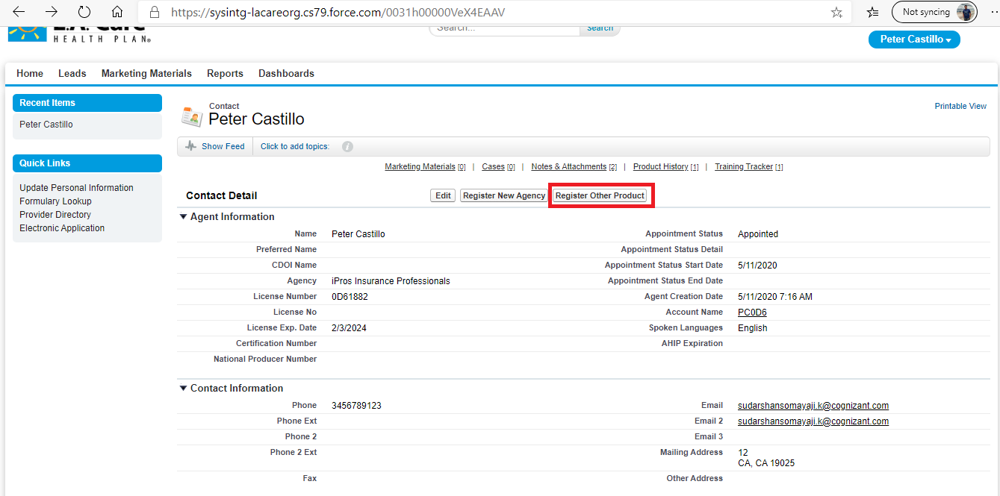 https://sysintg-lacareorg.cs79.force.com/0031h00000VeX4EAAV
Not syncing
L.A. Care
HEALTH PLAN®
Search...
Search
Peter Castillo
Home Leads Marketing Materials Reports Dashboards
Recent Items
Peter Castillo
Quick Links
Update Personal Information
Formulary Lookup
Provider Directory
Electronic Application
Contact
Peter Castillo
Printable View
Show Feed
Click to add topics:
Marketing Materials [0] | Cases [0] | Notes & Attachments [2] | Product History [1] | Training Tracker [1]
Contact Detail
Edit
Register New Agency
Register Other Product
Agent Information
Name Peter Castillo Appointment Status Appointed
Preferred Name Appointment Status Detail
CDOI Name Appointment Status Start Date 5/11/2020
Agency iPros Insurance Professionals Appointment Status End Date
License Number 0D61882 Agent Creation Date 5/11/2020 7:16 AM
License No Account Name PC0D6
License Exp. Date 2/3/2024 Spoken Languages English
Certification Number AHIP Expiration
National Producer Number
Contact Information
Phone 3456789123 Email sudarshansomayaji.k@cognizant.com
Phone Ext Email 2 sudarshansomayaji.k@cognizant.com
Phone 2 Email 3
Phone 2 Ext Mailing Address 12
CA, CA 19025
Fax Other Address